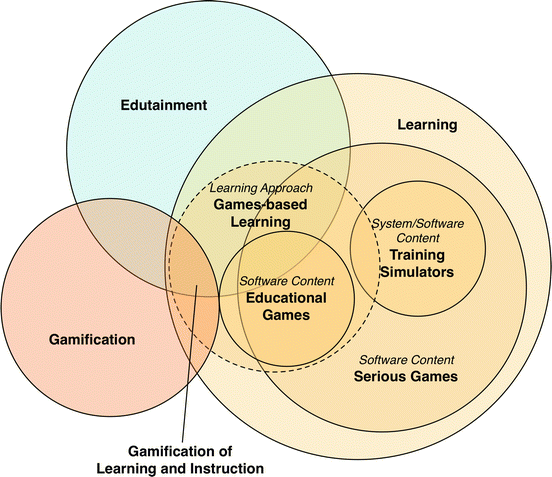 Edutainment
Learning
Learning Approach
Games-based
Learning
System/Software
Content
Training
Simulators
Software Content
Educational
Games
Gamification
Software Content
Serious Games
Gamification of
Learning and Instruction